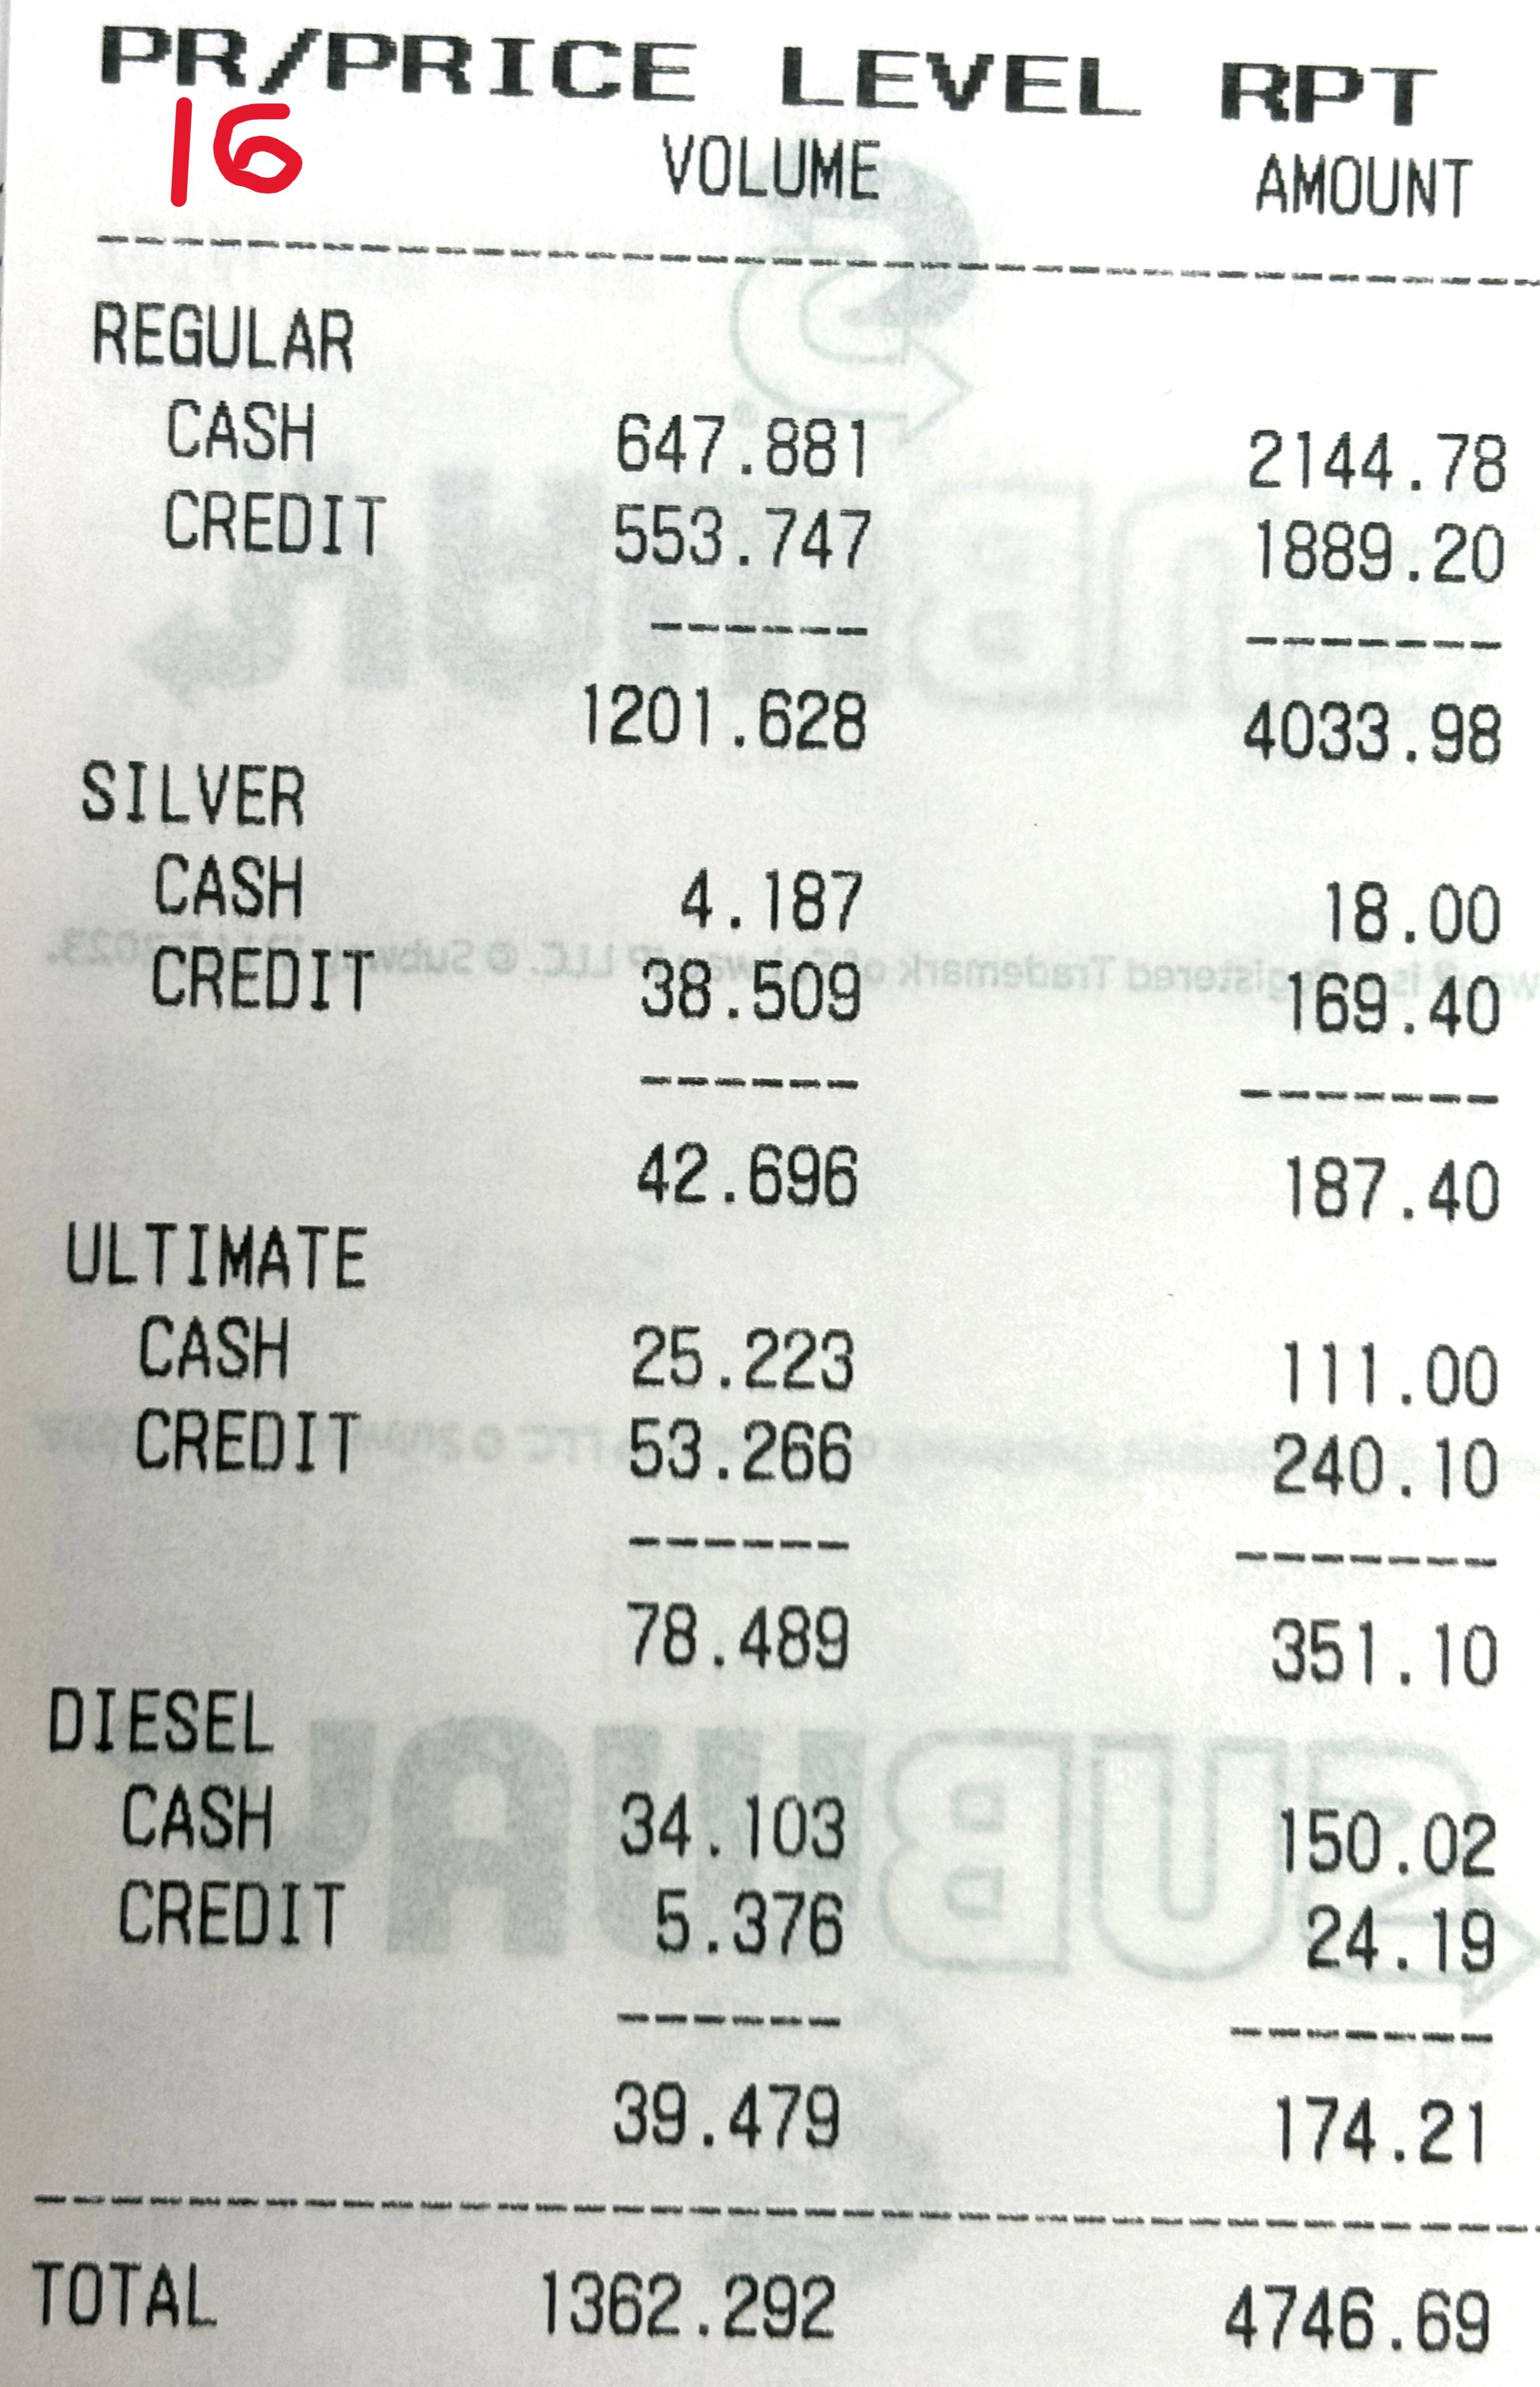 PR/PRICE LEVEL RPT
16
VOLUME AMOUNT
REGULAR
CASH 647.881 2144.78
CREDIT 553.747 1889.20
1201.628 4033.98
SILVER
CASH 4.187 18.00
CREDIT 38.509 169.40
42.696 187.40
ULTIMATE
CASH 25.223 111.00
CREDIT 53.266 240.10
78.489 351.10
DIESEL
CASH 34.103 150.02
CREDIT 5.376 24.19
39.479 174.21
TOTAL 1362.292 4746.69